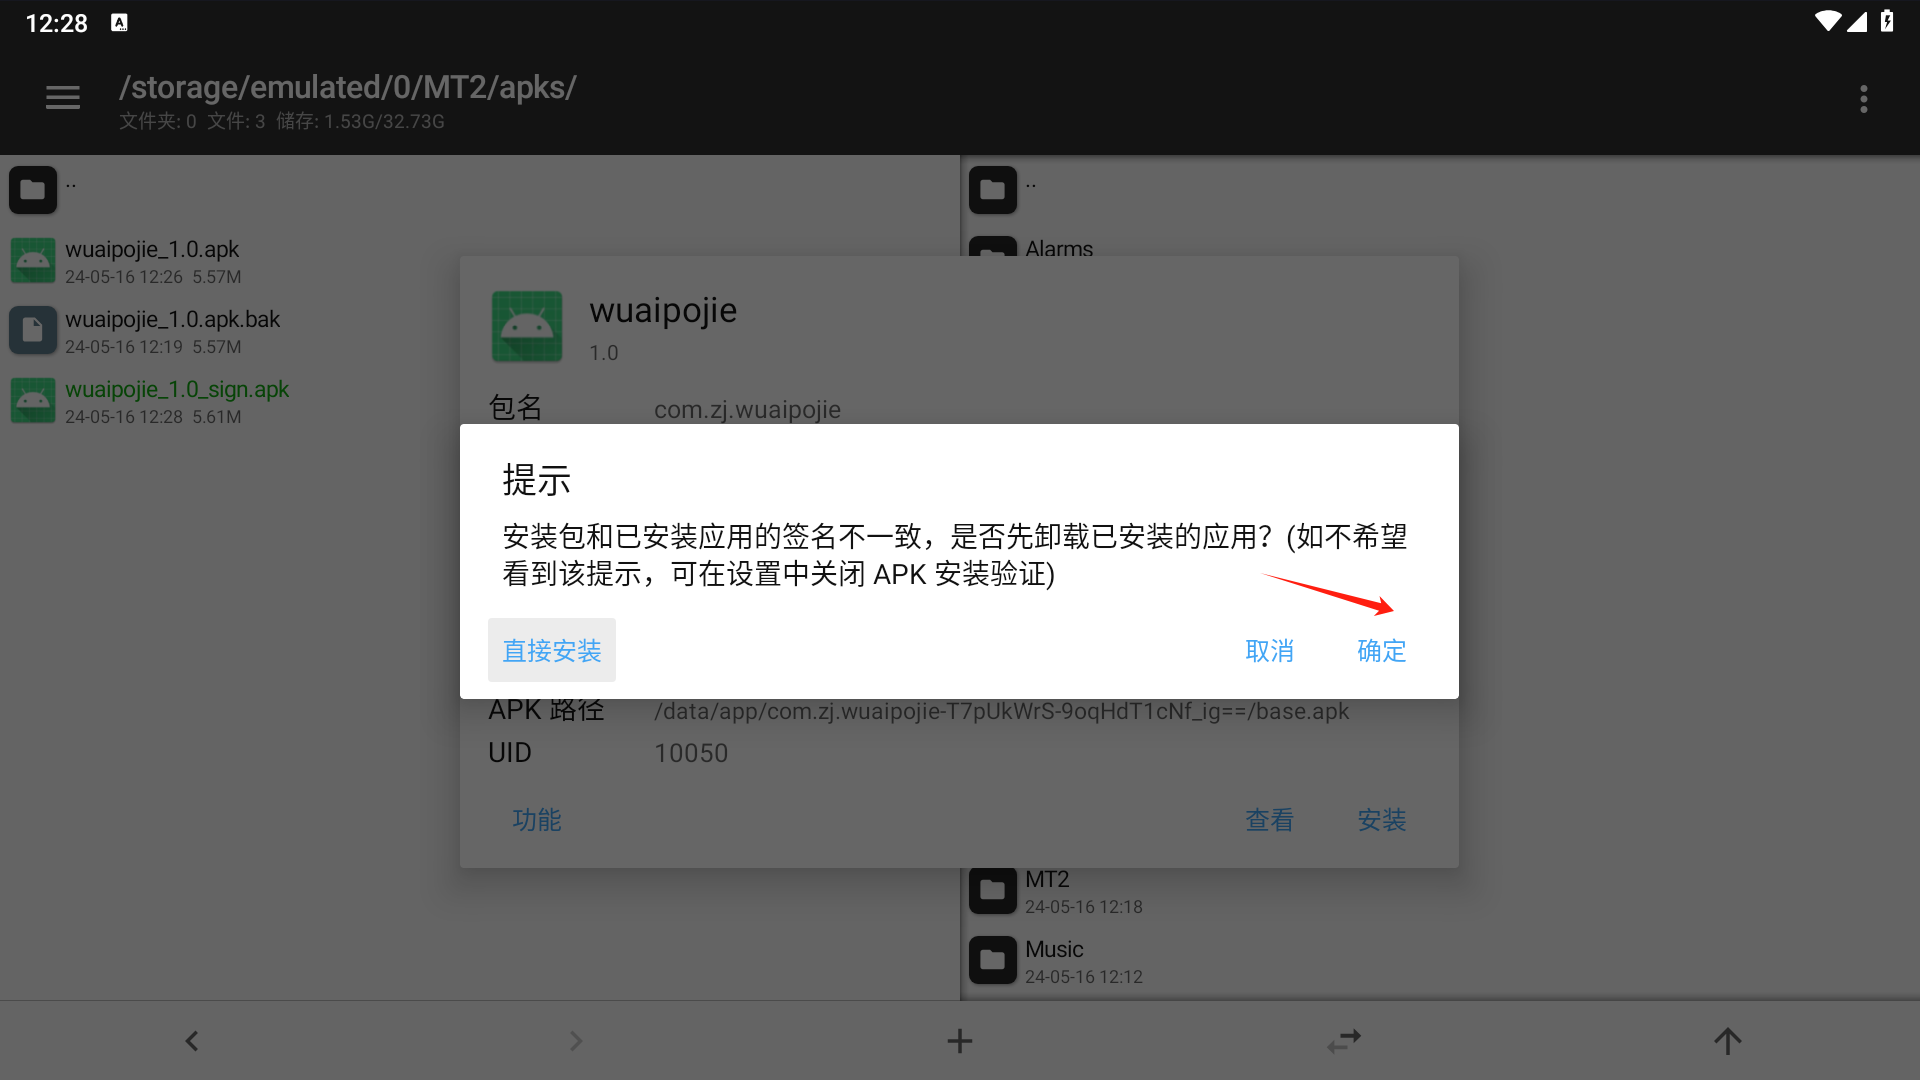 12:28
/storage/emulated/0/MT2/apks/
文件夹: 0 文件: 3 储存: 1.53G/32.73G
..
wuaipojie_1.0.apk
24-05-16 12:26 5.57M
wuaipojie_1.0.apk.bak
24-05-16 12:19 5.57M
wuaipojie_1.0_sign.apk
24-05-16 12:28 5.61M
..
Alarms
wuaipojie
1.0
包名 com.zj.wuaipojie
提示
安装包和已安装应用的签名不一致，是否先卸载已安装的应用？(如不希望
看到该提示，可在设置中关闭 APK 安装验证)
直接安装 取消 确定
APK 路径 /data/app/com.zj.wuaipojie-T7pUkWrS-9oqHdT1cNf_ig==/base.apk
UID 10050
功能 查看 安装
MT2
24-05-16 12:18
Music
24-05-16 12:12